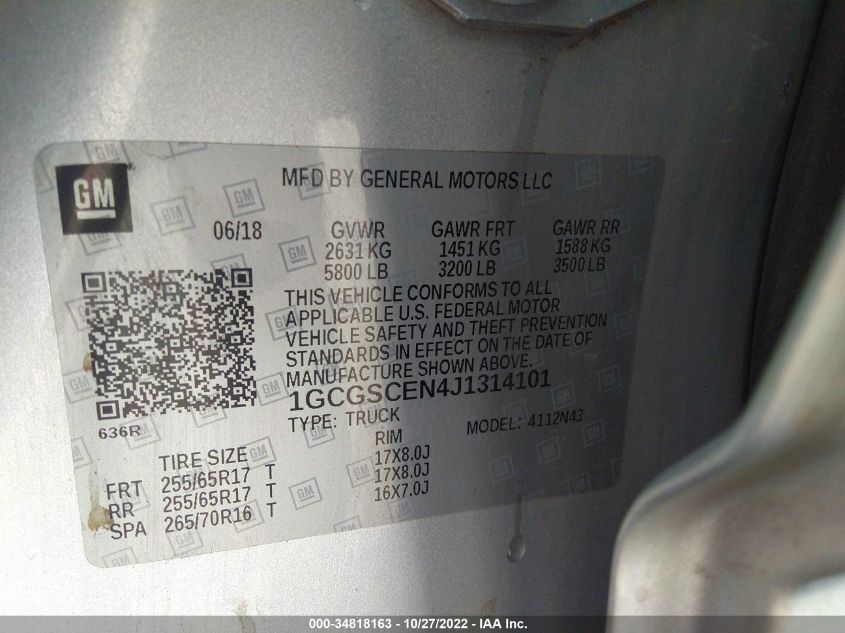 GM
MFD BY GENERAL MOTORS LLC
06/18 GVWR GAWR FRT GAWR RR
2631 KG 1451 KG 1588 KG
5800 LB 3200 LB 3500 LB
THIS VEHICLE CONFORMS TO ALL
APPLICABLE U.S. FEDERAL MOTOR
VEHICLE SAFETY AND THEFT PREVENTION
STANDARDS IN EFFECT ON THE DATE OF
MANUFACTURE SHOWN ABOVE.
1GCGSCEN4J1314101
TYPE: TRUCK MODEL: 4112N43
636R
TIRE SIZE RIM
FRT 255/65R17 T 17X8.0J
RR 255/65R17 T 17X8.0J
SPA 265/70R16 T 16X7.0J
000-34818163 - 10/27/2022 - IAA Inc.